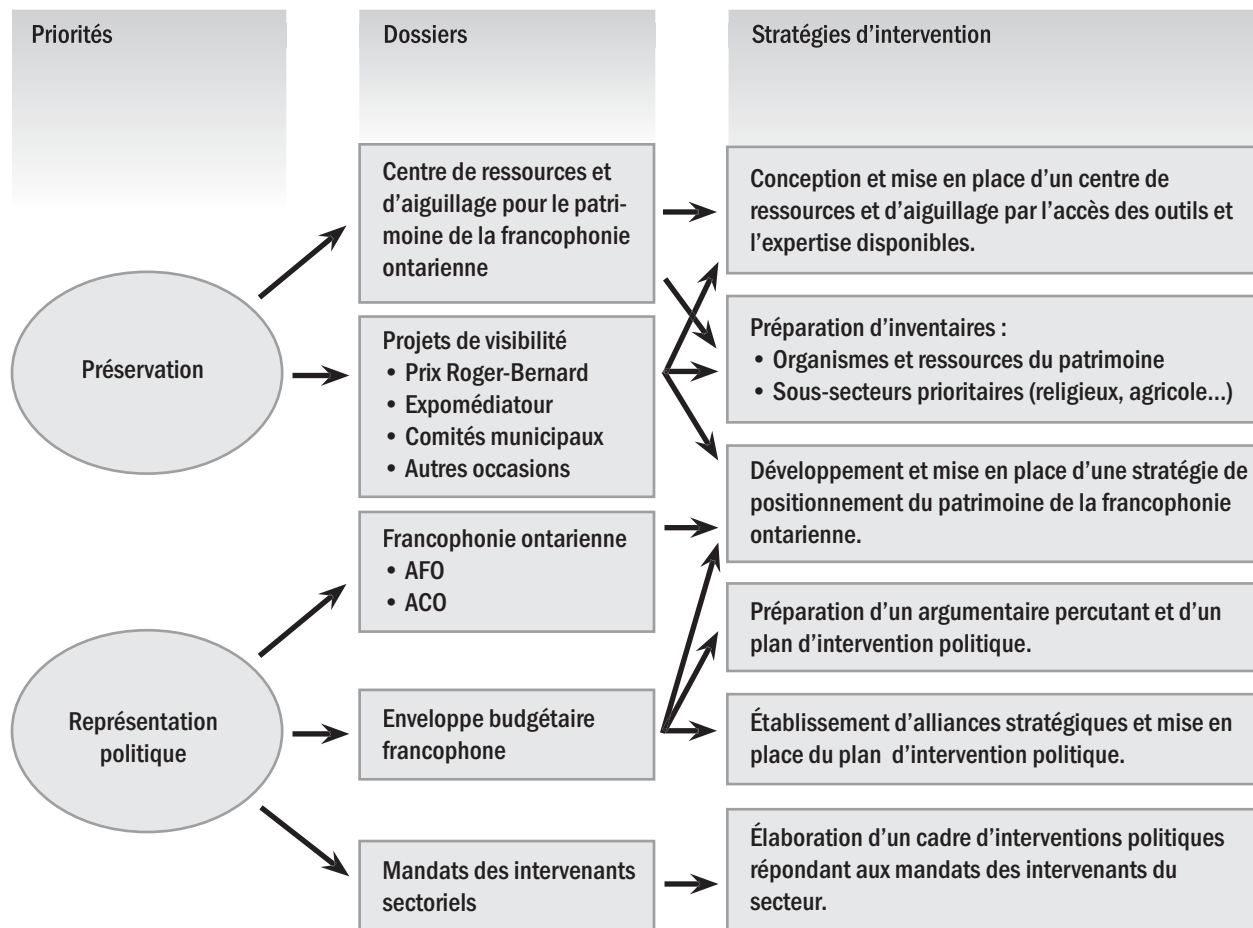 Priorités
Dossiers
Stratégies d'intervention
Préservation
Centre de ressources et
d'aiguillage pour le patri-
moine de la francophonie
ontarienne
Projets de visibilité
• Prix Roger-Bernard
• Expomédiatour
• Comités municipaux
• Autres occasions
Conception et mise en place d'un centre de
ressources et d'aiguillage par l'accès des outils et
l'expertise disponibles.
Préparation d'inventaires :
• Organismes et ressources du patrimoine
• Sous-secteurs prioritaires (religieux, agricole...)
Développement et mise en place d'une stratégie de
positionnement du patrimoine de la francophonie
ontarienne.
Représentation
politique
Francophonie ontarienne
• AFO
• ACO
Enveloppe budgétaire
francophone
Mandats des intervenants
sectoriels
Préparation d'un argumentaire percutant et d'un
plan d'intervention politique.
Établissement d'alliances stratégiques et mise en
place du plan d'intervention politique.
Élaboration d'un cadre d'interventions politiques
répondant aux mandats des intervenants du
secteur.